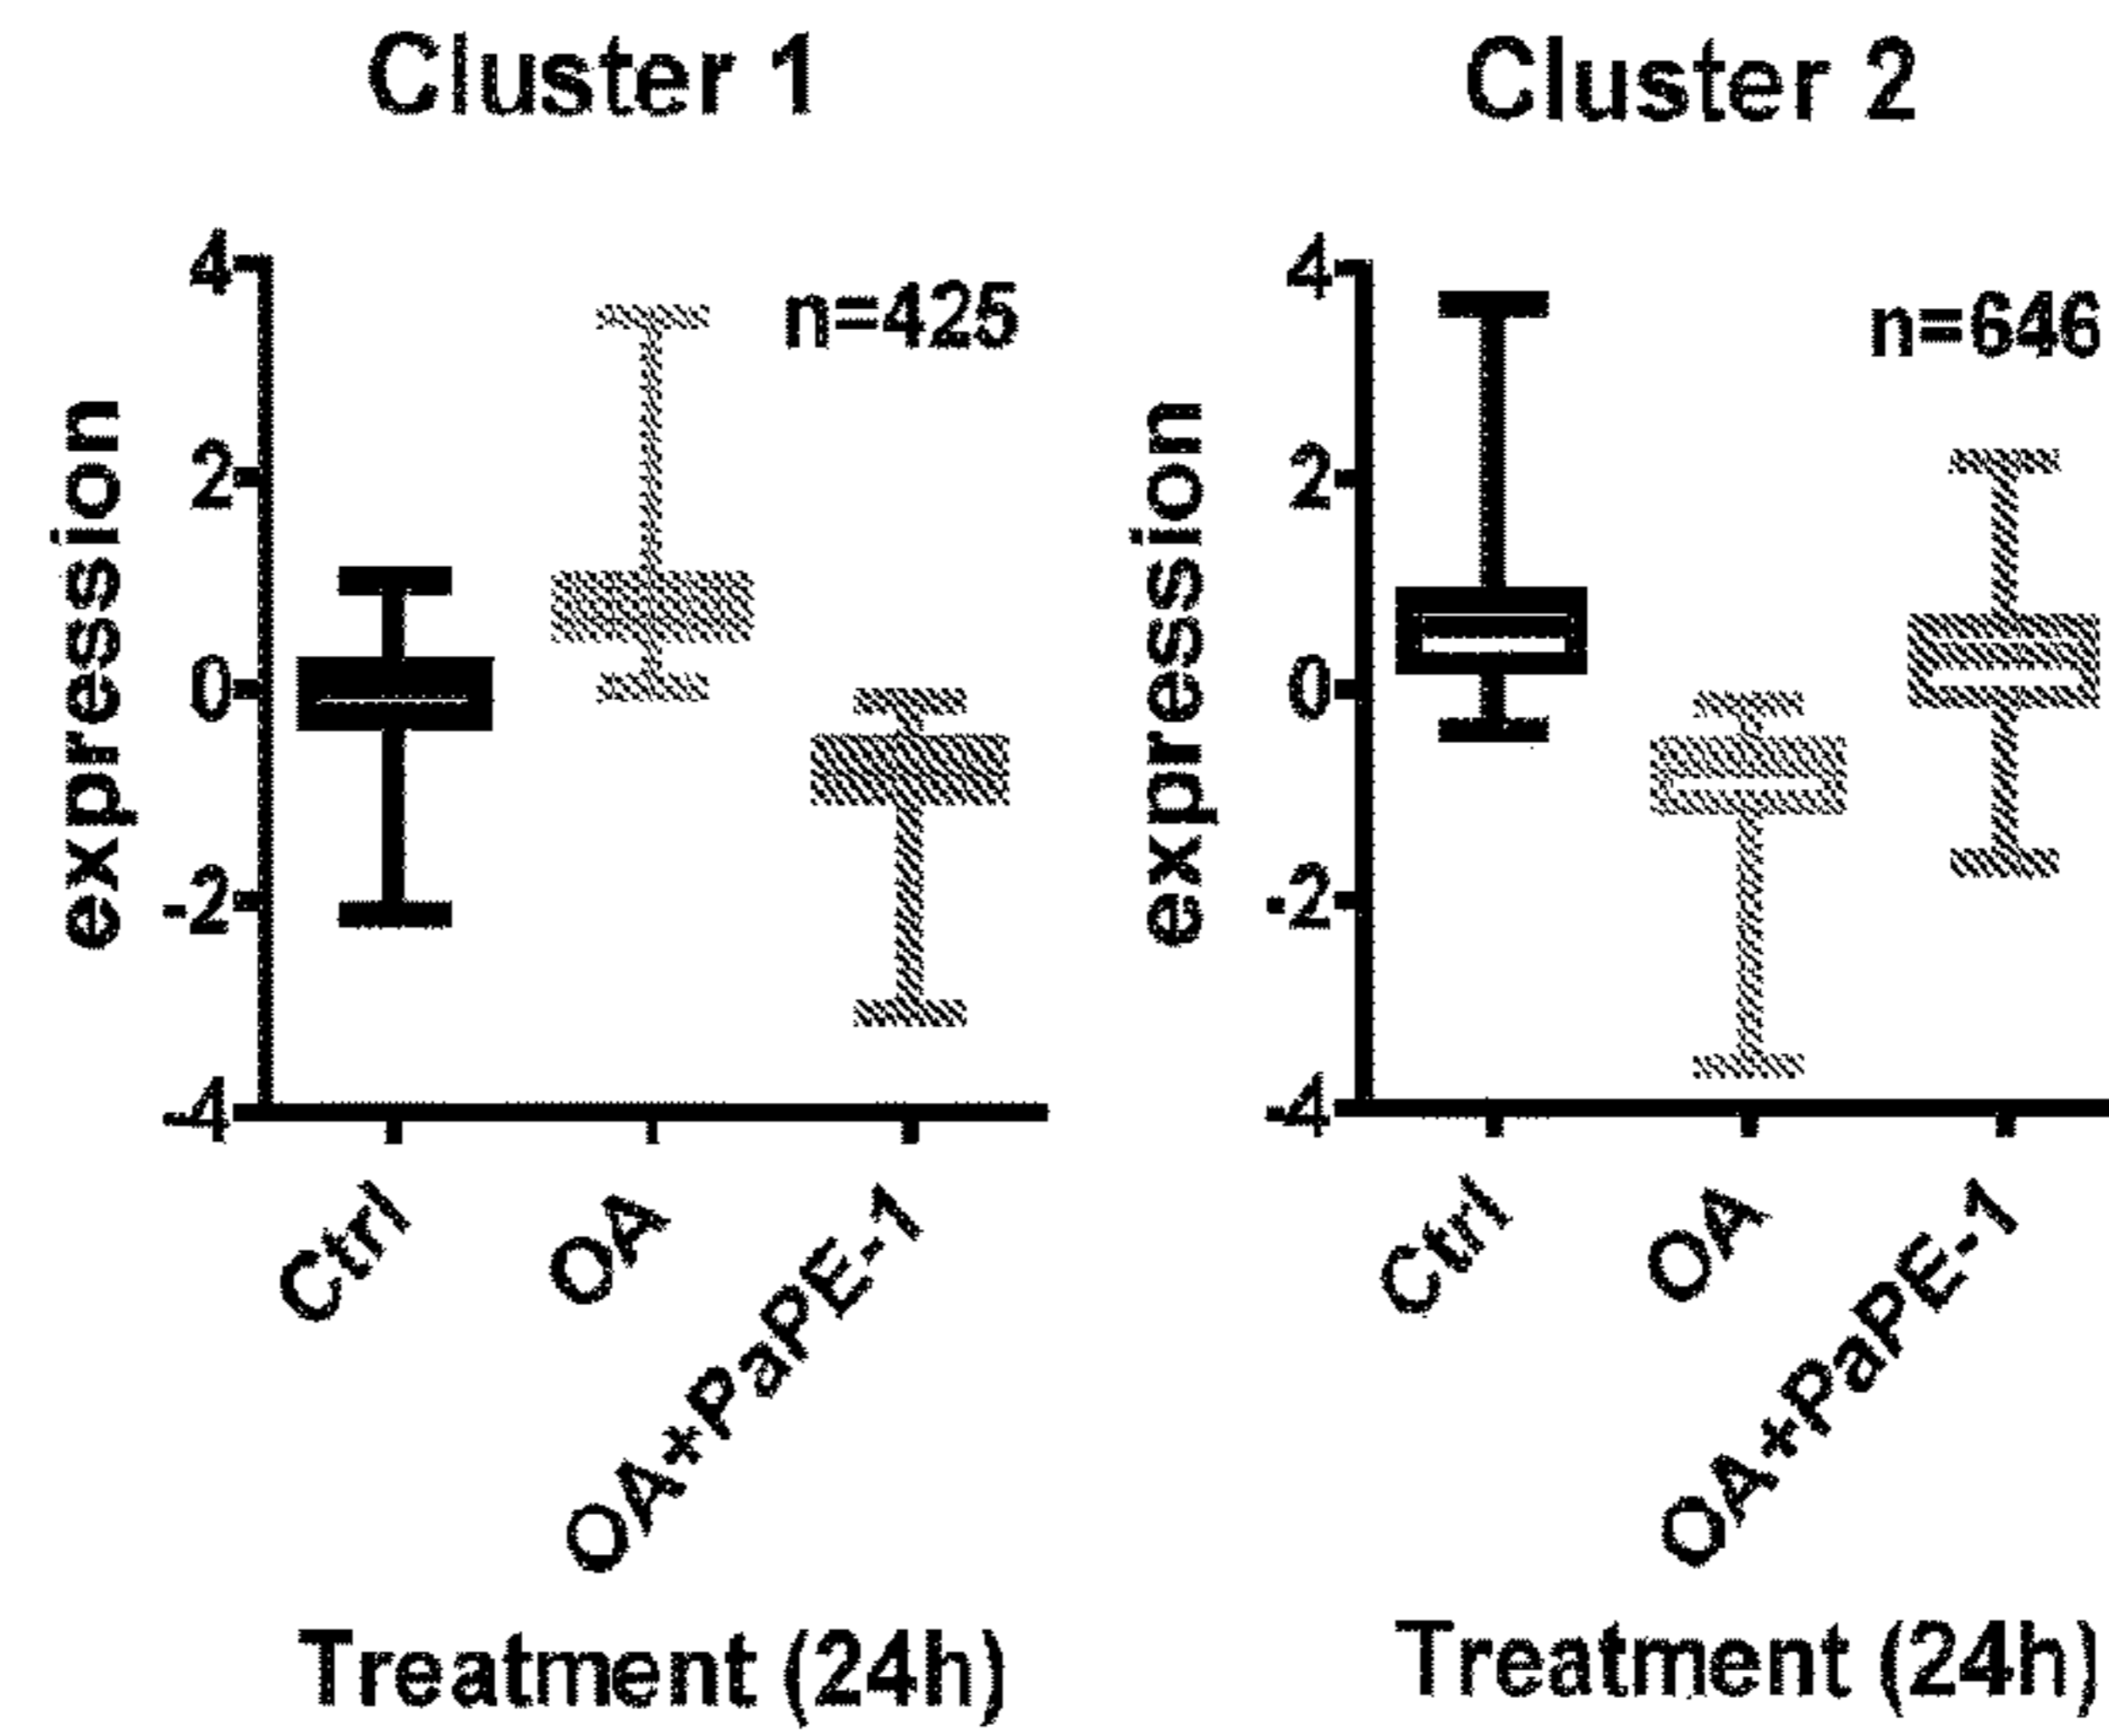 Cluster 1
n=425
expression
4
2
0
-2
-4
Ctrl
OA
OA+PaPE-1
Treatment (24h)
Cluster 2
n=646
expression
4
2
0
-2
-4
Ctrl
OA
OA+PaPE-1
Treatment (24h)